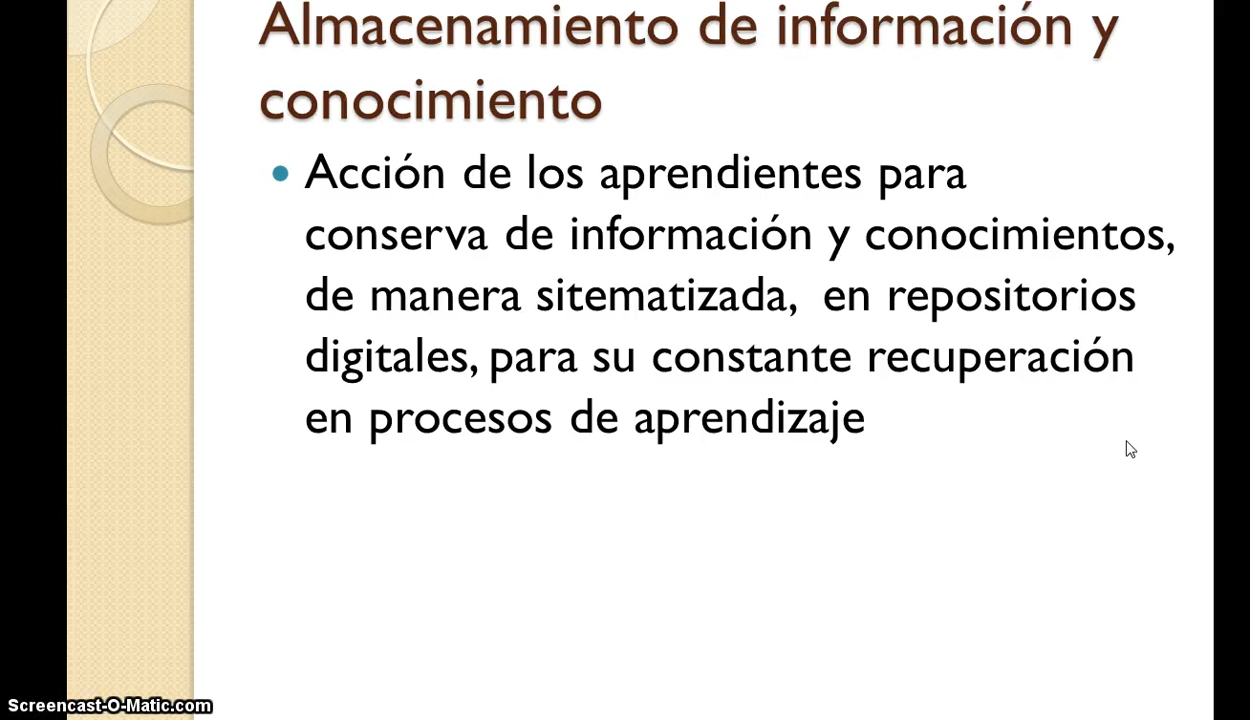 Almacenamiento de información y
conocimiento
• Acción de los aprendientes para
conserva de información y conocimientos,
de manera sitematizada,  en repositorios
digitales, para su constante recuperación
en procesos de aprendizaje
Screencast-O-Matic.com